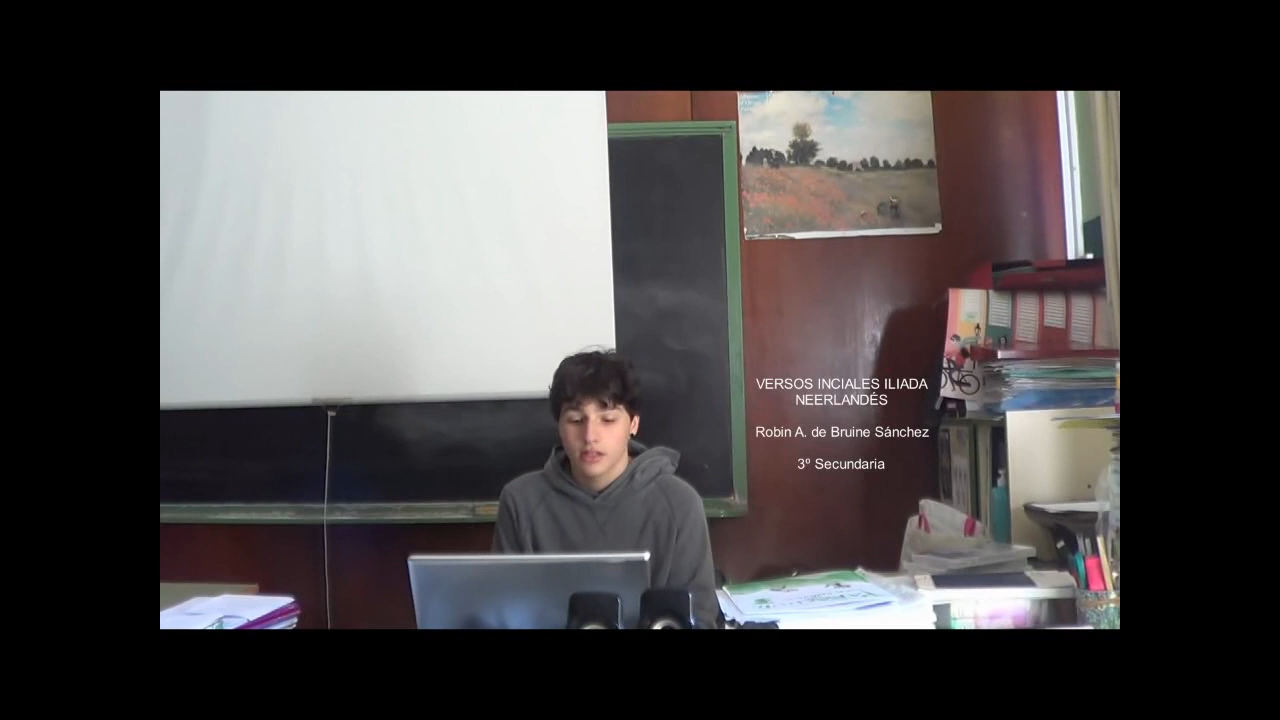 VERSOS INCIALES ILIADA
NEERLANDÉS
Robin A. de Bruine Sánchez
3º Secundaria